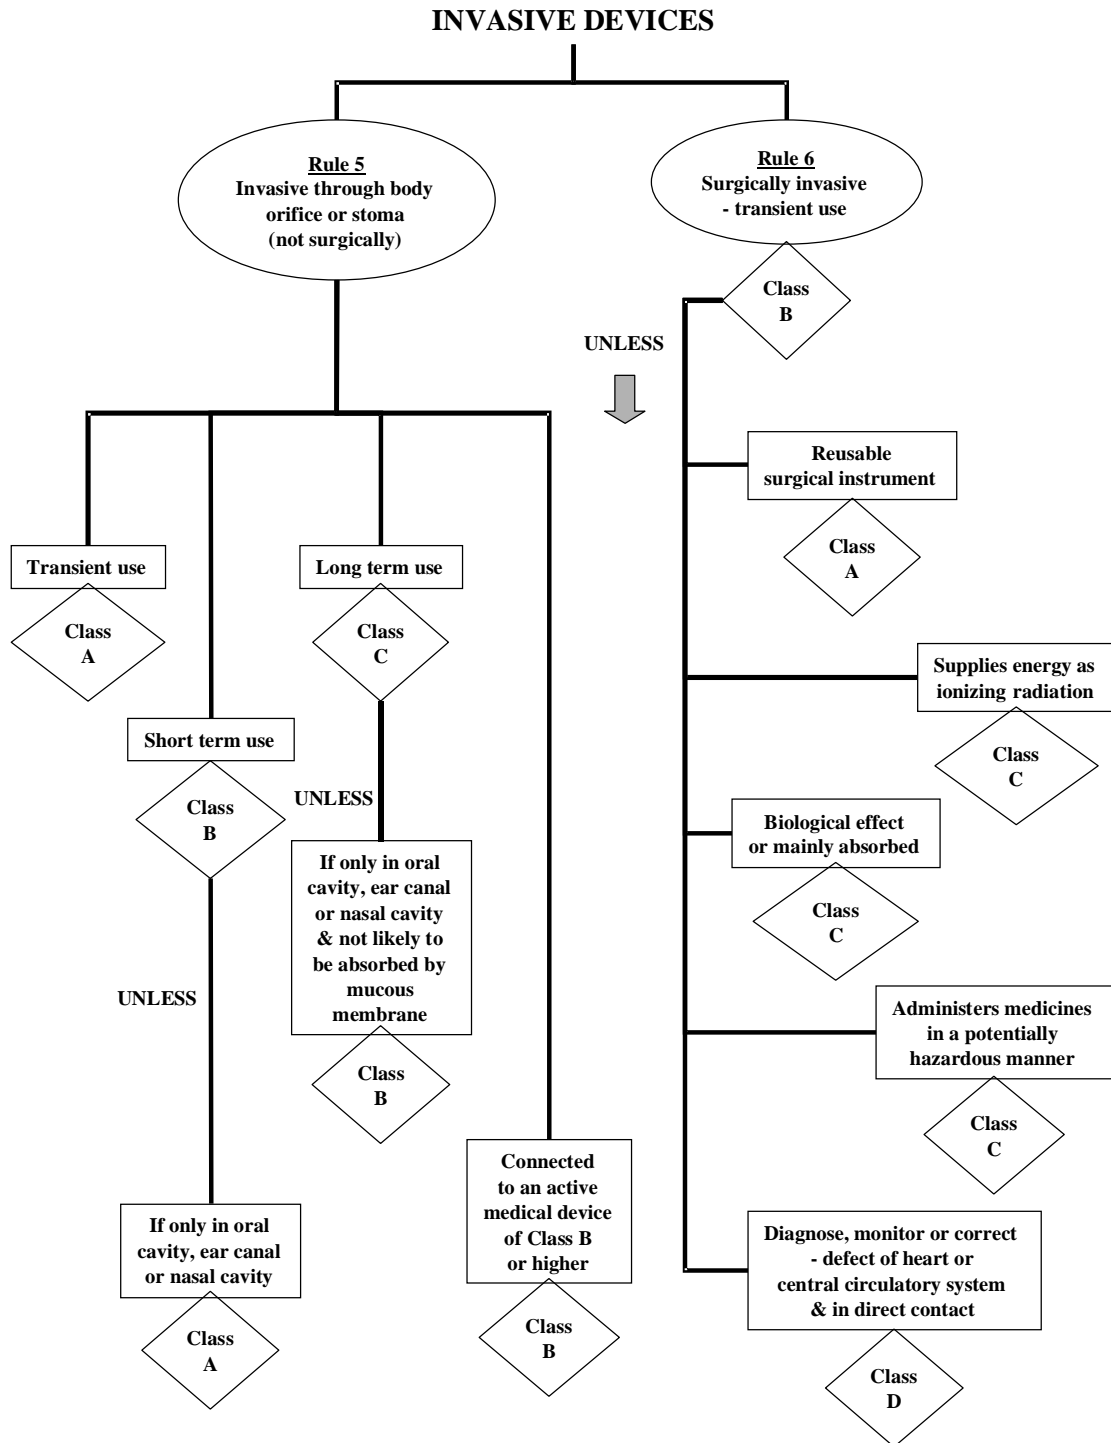 INVASIVE DEVICES
Rule 5
Invasive through body
orifice or stoma
(not surgically)
Rule 6
Surgically invasive
- transient use
Class
B
UNLESS
Reusable
surgical instrument
Class
A
Transient use
Class
A
Long term use
Class
C
Supplies energy as
ionizing radiation
Class
C
Short term use
Class
B
UNLESS
Biological effect
or mainly absorbed
Class
C
If only in oral
cavity, ear canal
or nasal cavity
& not likely to
be absorbed by
mucous
membrane
Class
B
UNLESS
Administers medicines
in a potentially
hazardous manner
Class
C
Connected
to an active
medical device
of Class B
or higher
Class
B
If only in oral
cavity, ear canal
or nasal cavity
Class
A
Diagnose, monitor or correct
- defect of heart or
central circulatory system
& in direct contact
Class
D